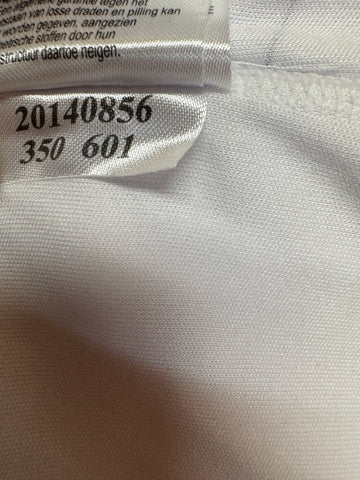 algemene garantie tegen het
ontstaan van losse draden en pilling kan
worden gegeven, aangezien
stoffen door hun
structuur daartoe neigen.
20140856
350 601